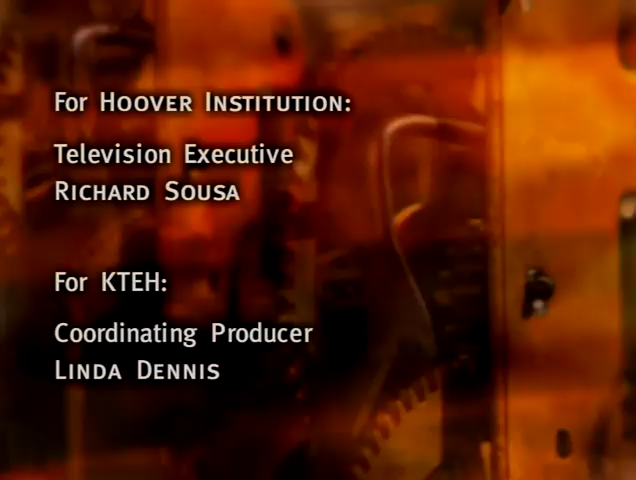 For Hoover Institution:
Television Executive
Richard Sousa
For KTEH:
Coordinating Producer
Linda Dennis